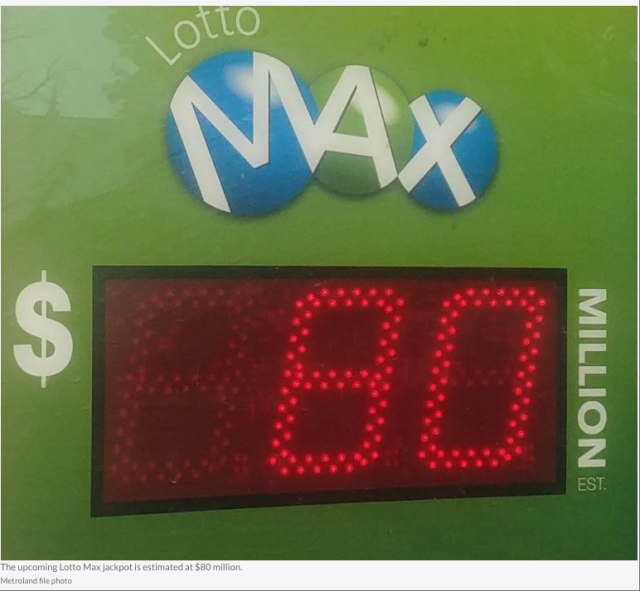 Lotto
MAX
$ 80 MILLION
EST.
The upcoming Lotto Max jackpot is estimated at $80 million.
Metroland file photo